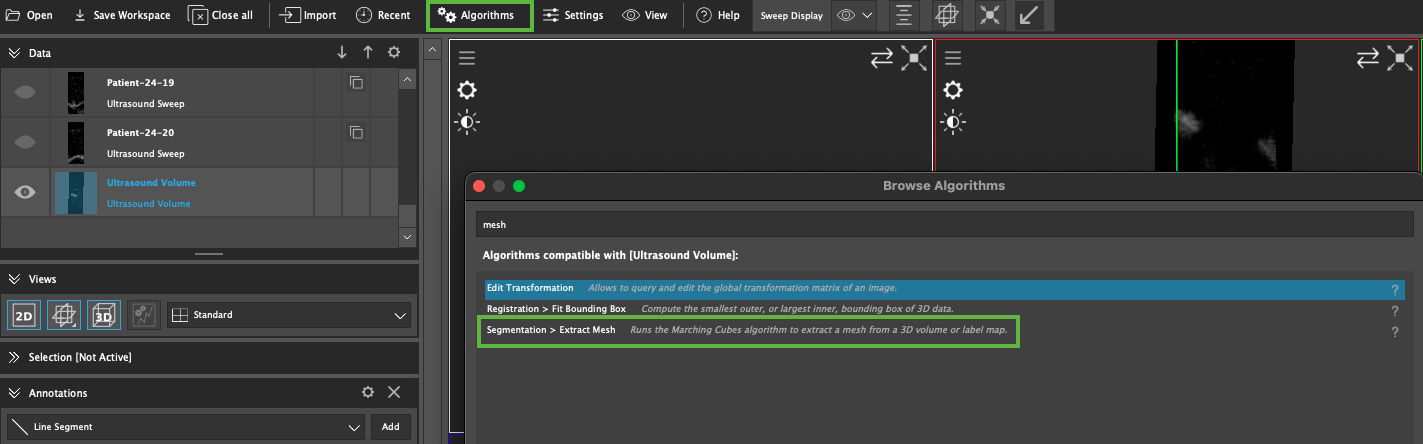 Open Save Workspace Close all Import Recent Algorithms Settings View Help Sweep Display
Data
Patient-24-19
Ultrasound Sweep
Patient-24-20
Ultrasound Sweep
Ultrasound Volume
Ultrasound Volume
Views
2D 3D Standard
Selection [Not Active]
Annotations
Line Segment Add
Browse Algorithms
mesh
Algorithms compatible with [Ultrasound Volume]:
Edit Transformation Allows to query and edit the global transformation matrix of an image. ?
Registration > Fit Bounding Box Compute the smallest outer, or largest inner, bounding box of 3D data. ?
Segmentation > Extract Mesh Runs the Marching Cubes algorithm to extract a mesh from a 3D volume or label map. ?